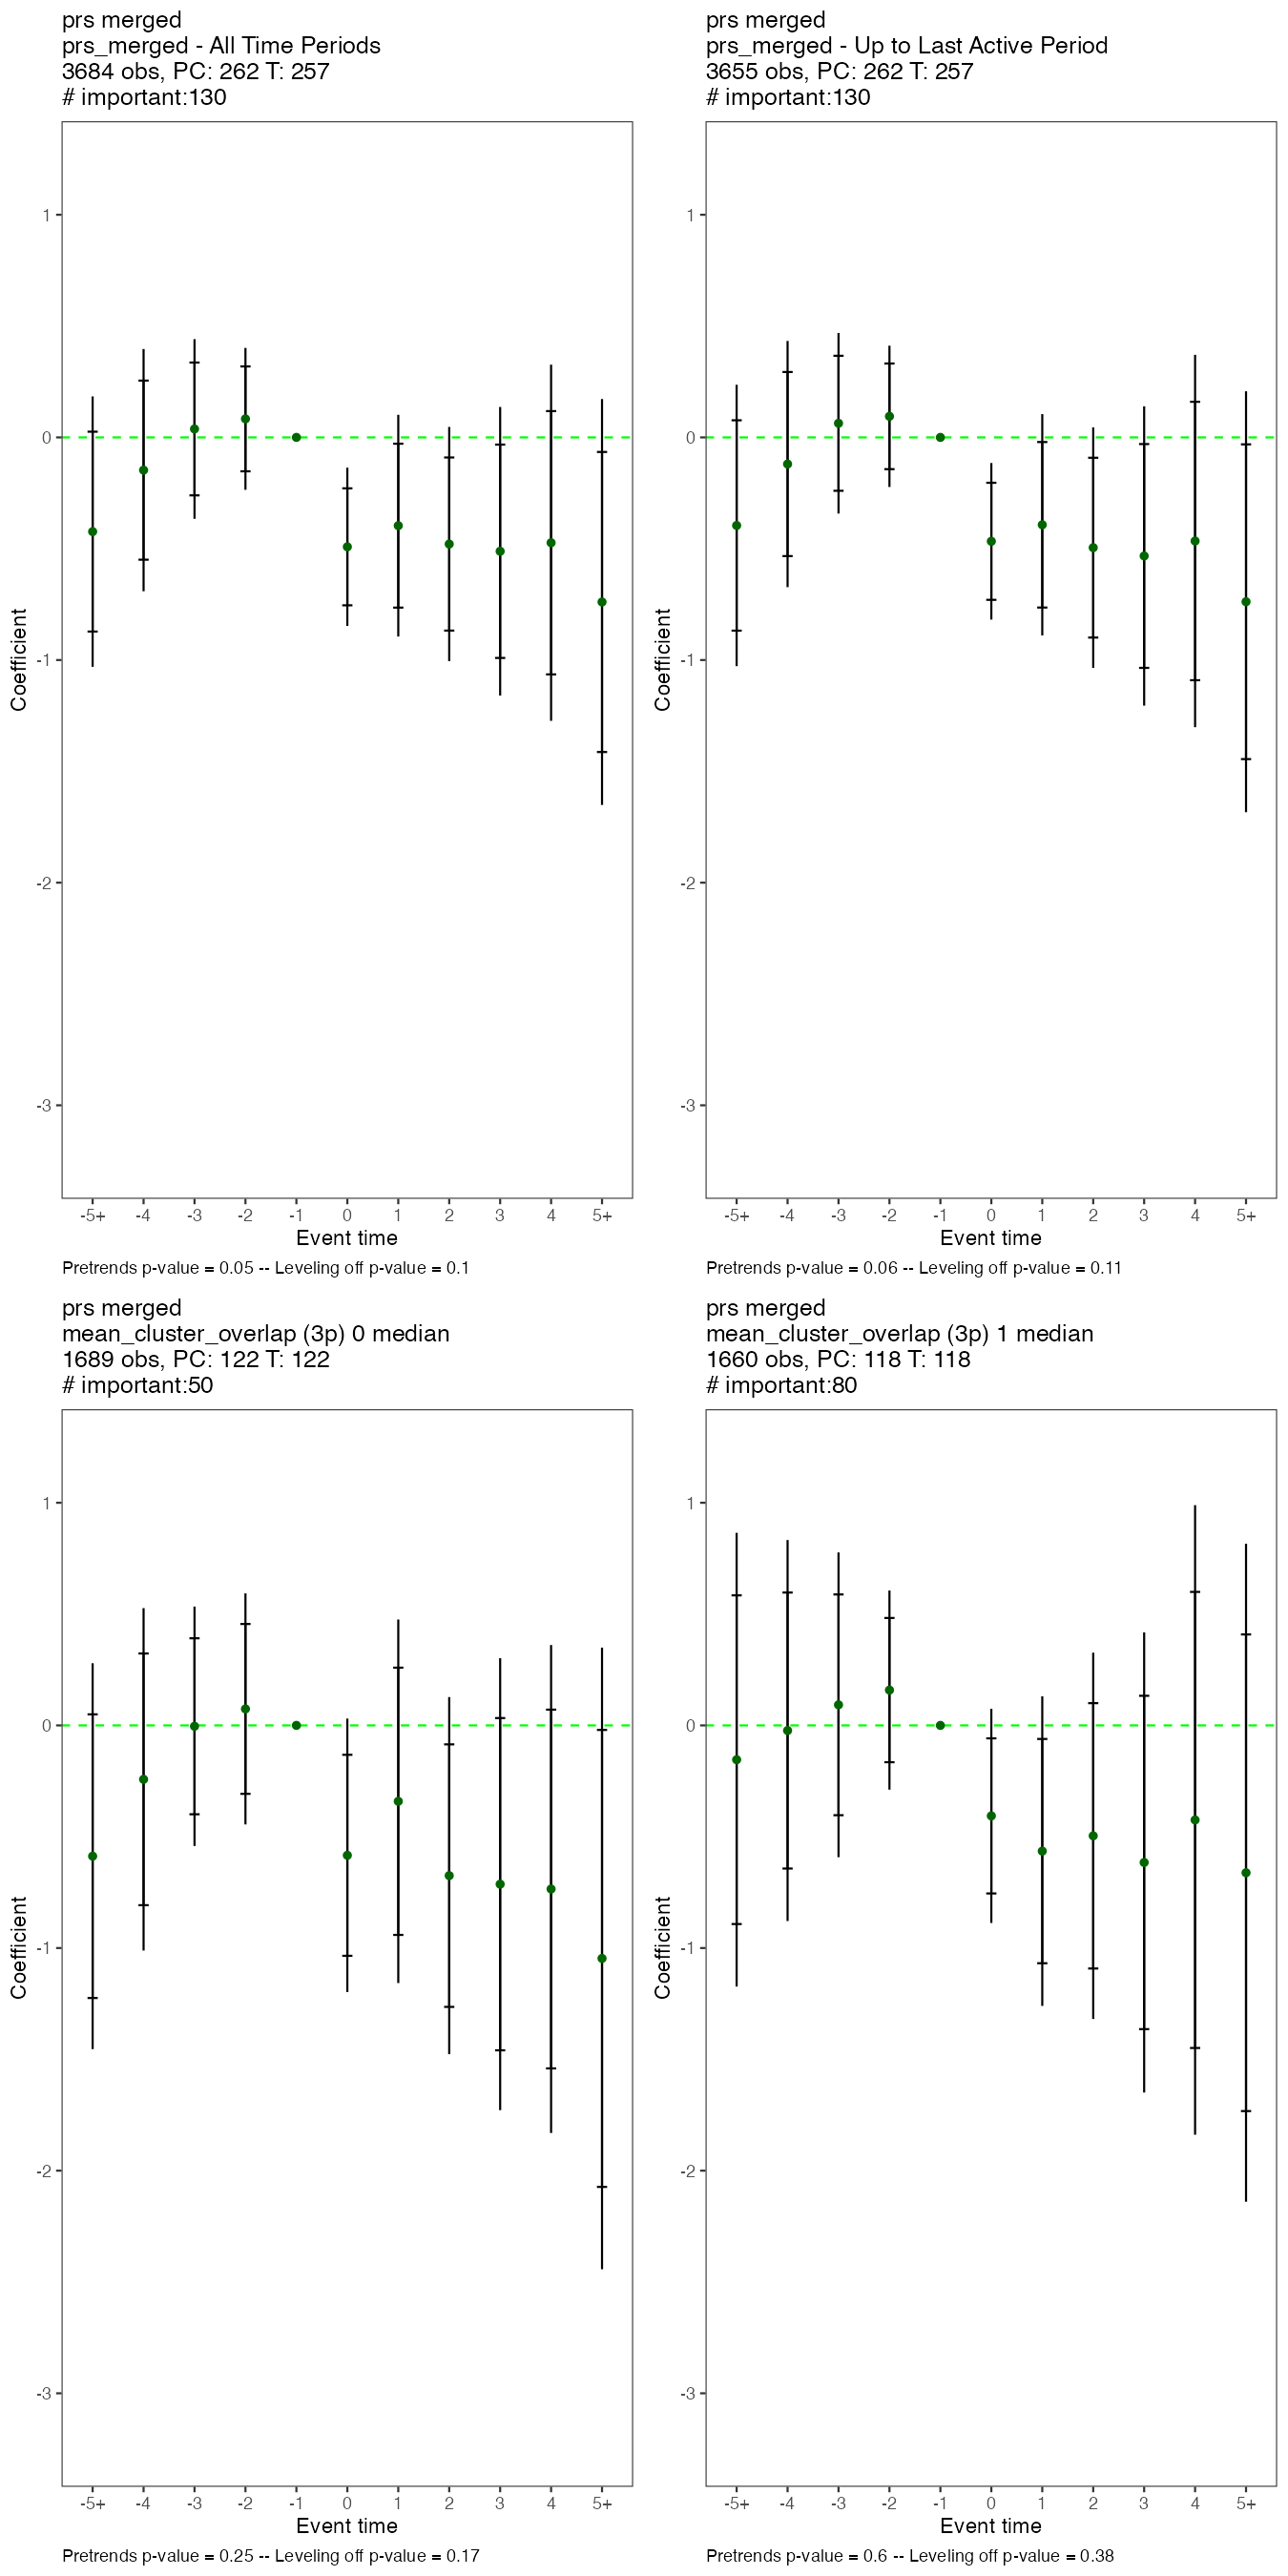 prs merged
prs_merged - All Time Periods
3684 obs, PC: 262 T: 257
# important:130
1
0
-1
-2
-3
Coefficient
-5+ -4 -3 -2 -1 0 1 2 3 4 5+
Event time
Pretrends p-value = 0.05 -- Leveling off p-value = 0.1
prs merged
prs_merged - Up to Last Active Period
3655 obs, PC: 262 T: 257
# important:130
1
0
-1
-2
-3
Coefficient
-5+ -4 -3 -2 -1 0 1 2 3 4 5+
Event time
Pretrends p-value = 0.06 -- Leveling off p-value = 0.11
prs merged
mean_cluster_overlap (3p) 0 median
1689 obs, PC: 122 T: 122
# important:50
1
0
-1
-2
-3
Coefficient
-5+ -4 -3 -2 -1 0 1 2 3 4 5+
Event time
Pretrends p-value = 0.25 -- Leveling off p-value = 0.17
prs merged
mean_cluster_overlap (3p) 1 median
1660 obs, PC: 118 T: 118
# important:80
1
0
-1
-2
-3
Coefficient
-5+ -4 -3 -2 -1 0 1 2 3 4 5+
Event time
Pretrends p-value = 0.6 -- Leveling off p-value = 0.38